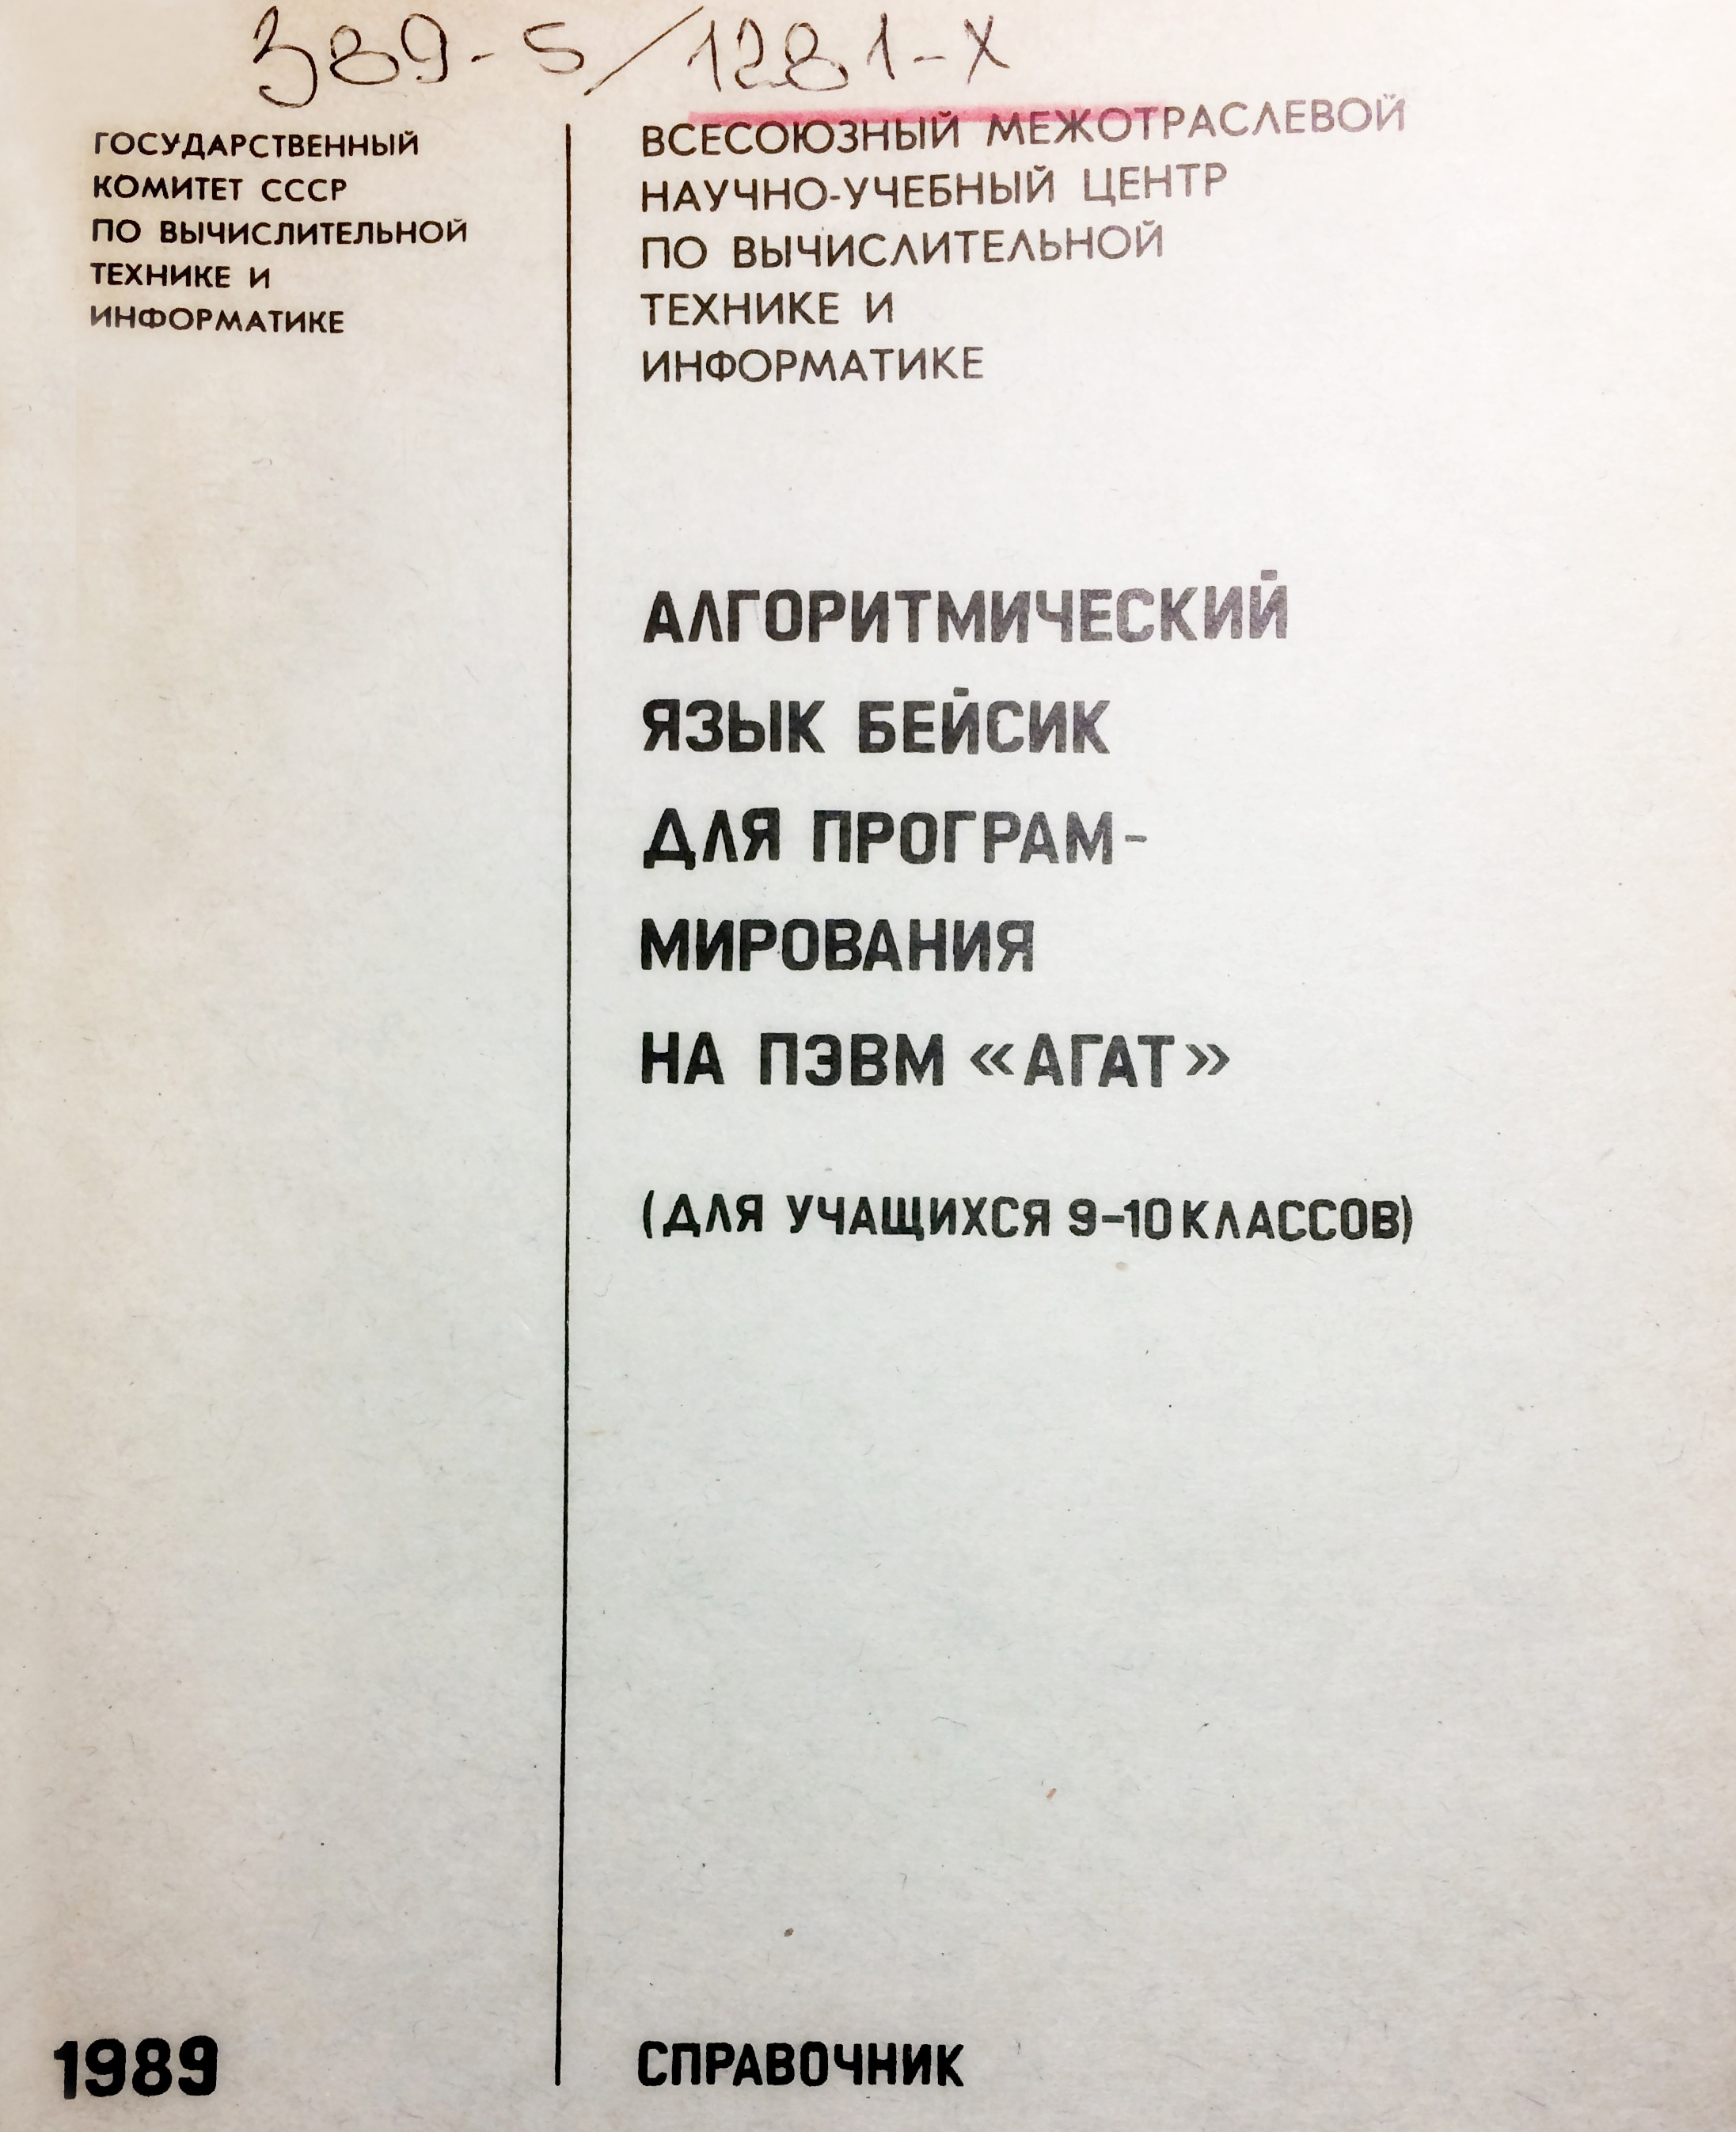 389-5/1281-X
ГОСУДАРСТВЕННЫЙ
КОМИТЕТ СССР
ПО ВЫЧИСЛИТЕЛЬНОЙ
ТЕХНИКЕ И
ИНФОРМАТИКЕ
ВСЕСОЮЗНЫЙ МЕЖОТРАСЛЕВОЙ
НАУЧНО-УЧЕБНЫЙ ЦЕНТР
ПО ВЫЧИСЛИТЕЛЬНОЙ
ТЕХНИКЕ И
ИНФОРМАТИКЕ
АЛГОРИТМИЧЕСКИЙ
ЯЗЫК БЕЙСИК
ДЛЯ ПРОГРАМ-
МИРОВАНИЯ
НА ПЭВМ «АГАТ»
(ДЛЯ УЧАЩИХСЯ 9-10 КЛАССОВ)
1989
СПРАВОЧНИК